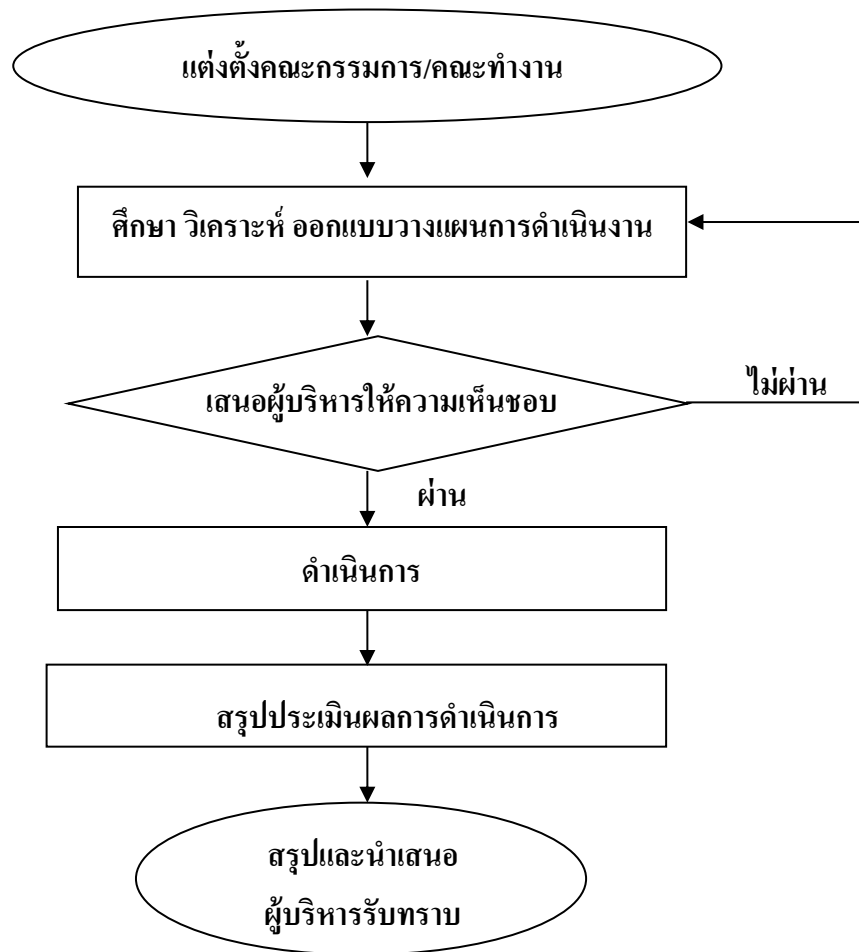 แต่งตั้งคณะกรรมการ/คณะทำงาน
ศึกษา วิเคราะห์ ออกแบบวางแผนการดำเนินงาน
เสนอผู้บริหารให้ความเห็นชอบ
ไม่ผ่าน
ผ่าน
ดำเนินการ
สรุปประเมินผลการดำเนินการ
สรุปและนำเสนอ
ผู้บริหารรับทราบ